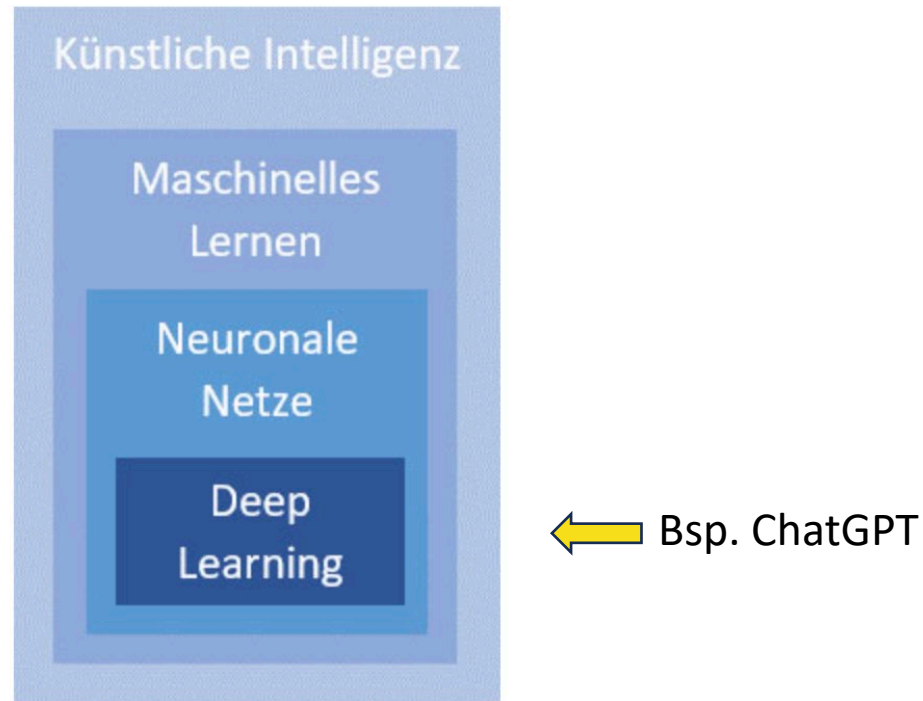 Künstliche Intelligenz
Maschinelles
Lernen
Neuronale
Netze
Deep
Learning
Bsp. ChatGPT